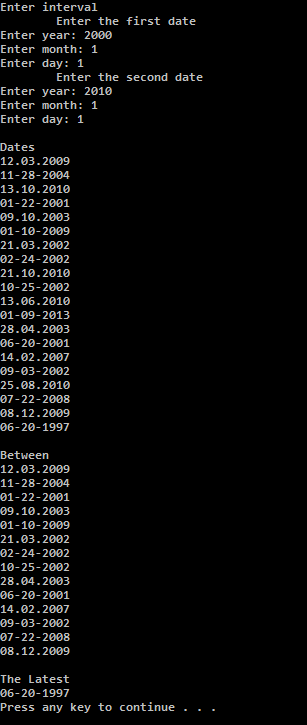 Enter interval
Enter the first date
Enter year: 2000
Enter month: 1
Enter day: 1
Enter the second date
Enter year: 2010
Enter month: 1
Enter day: 1
Dates
12.03.2009
11-28-2004
13.10.2010
01-22-2001
09.10.2003
01-10-2009
21.03.2002
02-24-2002
21.10.2010
10-25-2002
13.06.2010
01-09-2013
28.04.2003
06-20-2001
14.02.2007
09-03-2002
25.08.2010
07-22-2008
08.12.2009
06-20-1997
Between
12.03.2009
11-28-2004
01-22-2001
09.10.2003
01-10-2009
21.03.2002
02-24-2002
10-25-2002
28.04.2003
06-20-2001
14.02.2007
09-03-2002
07-22-2008
08.12.2009
The Latest
06-20-1997
Press any key to continue . . .